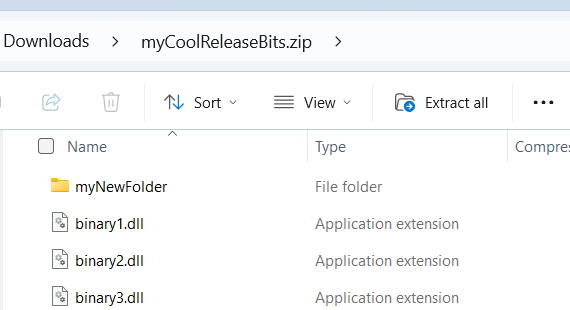 Downloads > myCoolReleaseBits.zip >
Sort View Extract all ...
Name Type Compre
myNewFolder File folder
binary1.dll Application extension
binary2.dll Application extension
binary3.dll Application extension